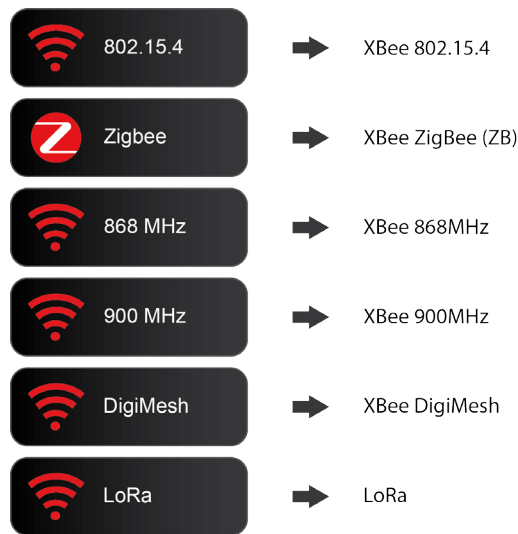 802.15.4 XBee 802.15.4
Zigbee XBee ZigBee (ZB)
868 MHz XBee 868MHz
900 MHz XBee 900MHz
DigiMesh XBee DigiMesh
LoRa LoRa